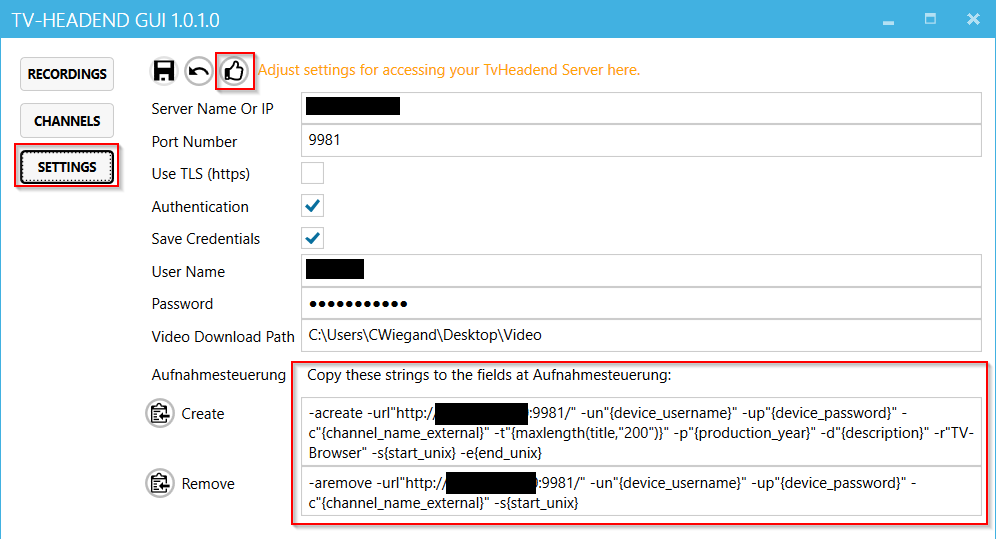 TV-HEADEND GUI 1.0.1.0
RECORDINGS
CHANNELS
SETTINGS
Adjust settings for accessing your TvHeadend Server here.
Server Name Or IP
Port Number 9981
Use TLS (https)
Authentication
Save Credentials
User Name
Password ●●●●●●●●●●●
Video Download Path C:\Users\CWiegand\Desktop\Video
Aufnahmesteuerung Copy these strings to the fields at Aufnahmesteuerung:
Create
-acreate -url"http:// :9981/" -un"{device_username}" -up"{device_password}" -
c"{channel_name_external}" -t"{maxlength(title,"200")}" -p"{production_year}" -d"{description}" -r"TV-
Browser" -s{start_unix} -e{end_unix}
Remove
-aremove -url"http:// :9981/" -un"{device_username}" -up"{device_password}" -
c"{channel_name_external}" -s{start_unix}